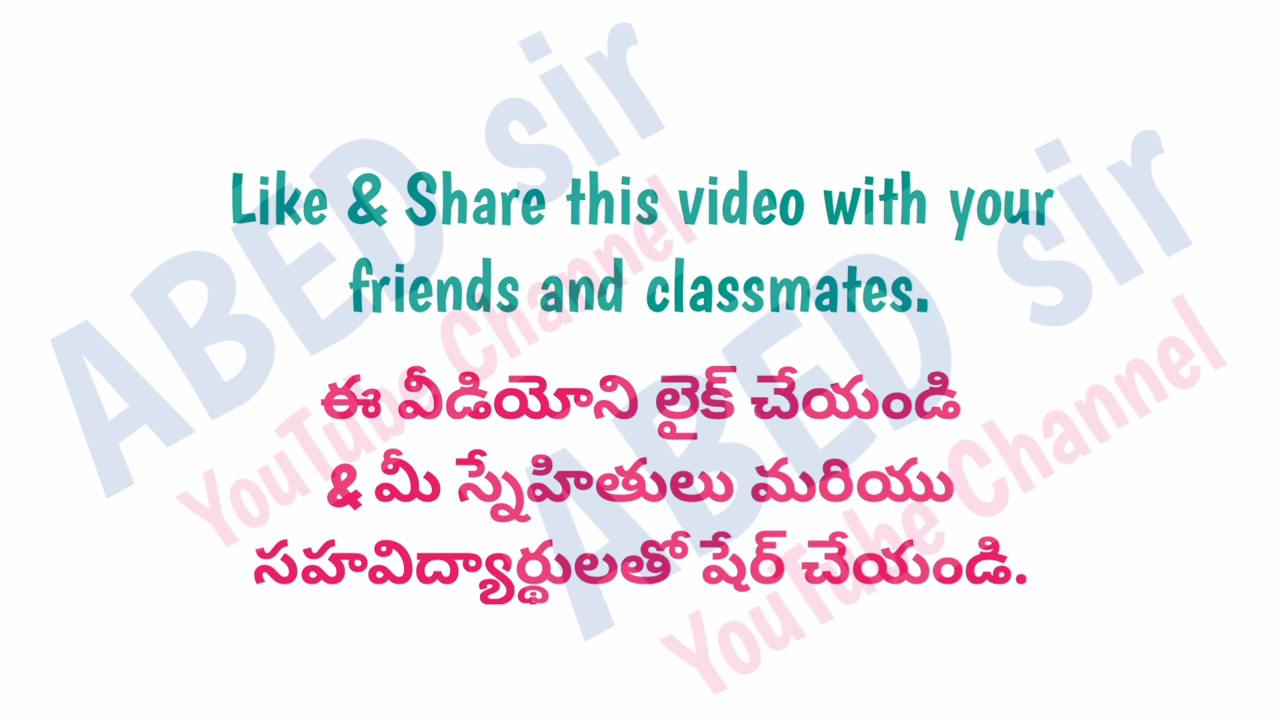 Like & Share this video with your
friends and classmates.
ఈ వీడియోని లైక్ చేయండి
& మీ స్నేహితులు మరియు
సహవిద్యార్థులతో షేర్ చేయండి.
ABED sir
YouTube Channel
ABED sir
YouTube Channel